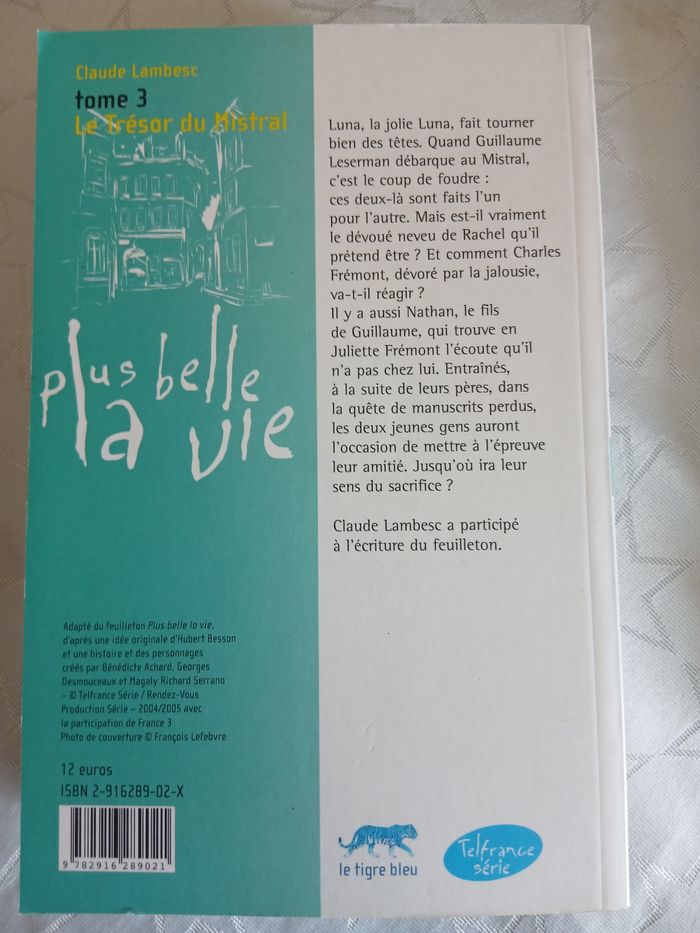 Claude Lambesc
tome 3
Le Trésor du Mistral
plus belle
la vie
Adapté du feuilleton Plus belle la vie,
d'après une idée originale d'Hubert Besson
et une histoire et des personnages
créés par Bénédicte Achard, Georges
Desmouceaux et Magaly Richard Serrano
– © Telfrance Série / Rendez-Vous
Production Série – 2004/2005 avec
la participation de France 3
Photo de couverture © François Lefebvre
12 euros
ISBN 2-916289-02-X
9 782916 289021
Luna, la jolie Luna, fait tourner
bien des têtes. Quand Guillaume
Leserman débarque au Mistral,
c'est le coup de foudre :
ces deux-là sont faits l'un
pour l'autre. Mais est-il vraiment
le dévoué neveu de Rachel qu'il
prétend être ? Et comment Charles
Frémont, dévoré par la jalousie,
va-t-il réagir ?
Il y a aussi Nathan, le fils
de Guillaume, qui trouve en
Juliette Frémont l'écoute qu'il
n'a pas chez lui. Entraînés,
à la suite de leurs pères, dans
la quête de manuscrits perdus,
les deux jeunes gens auront
l'occasion de mettre à l'épreuve
leur amitié. Jusqu'où ira leur
sens du sacrifice ?
Claude Lambesc a participé
à l'écriture du feuilleton.
le tigre bleu
Telfrance
série